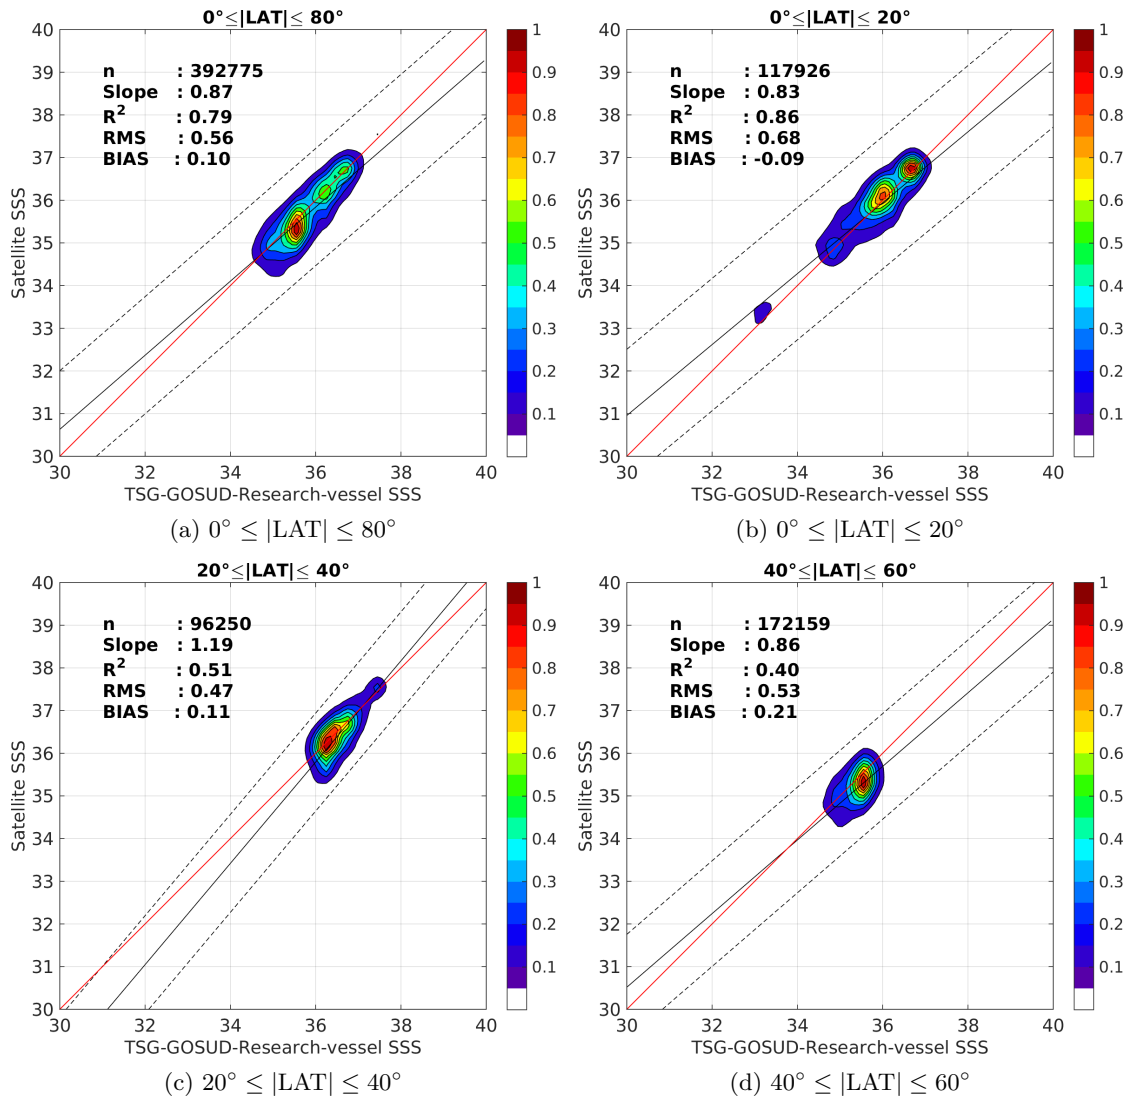 0°≤|LAT|≤ 80°
n : 392775
Slope : 0.87
R² : 0.79
RMS : 0.56
BIAS : 0.10
40
39
38
37
36
35
34
33
32
31
30
30 32 34 36 38 40
Satellite SSS
TSG-GOSUD-Research-vessel SSS
1
0.9
0.8
0.7
0.6
0.5
0.4
0.3
0.2
0.1
(a) 0° ≤ |LAT| ≤ 80°
0°≤|LAT|≤ 20°
n : 117926
Slope : 0.83
R² : 0.86
RMS : 0.68
BIAS : -0.09
40
39
38
37
36
35
34
33
32
31
30
30 32 34 36 38 40
Satellite SSS
TSG-GOSUD-Research-vessel SSS
1
0.9
0.8
0.7
0.6
0.5
0.4
0.3
0.2
0.1
(b) 0° ≤ |LAT| ≤ 20°
20°≤|LAT|≤ 40°
n : 96250
Slope : 1.19
R² : 0.51
RMS : 0.47
BIAS : 0.11
40
39
38
37
36
35
34
33
32
31
30
30 32 34 36 38 40
Satellite SSS
TSG-GOSUD-Research-vessel SSS
1
0.9
0.8
0.7
0.6
0.5
0.4
0.3
0.2
0.1
(c) 20° ≤ |LAT| ≤ 40°
40°≤|LAT|≤ 60°
n : 172159
Slope : 0.86
R² : 0.40
RMS : 0.53
BIAS : 0.21
40
39
38
37
36
35
34
33
32
31
30
30 32 34 36 38 40
Satellite SSS
TSG-GOSUD-Research-vessel SSS
1
0.9
0.8
0.7
0.6
0.5
0.4
0.3
0.2
0.1
(d) 40° ≤ |LAT| ≤ 60°